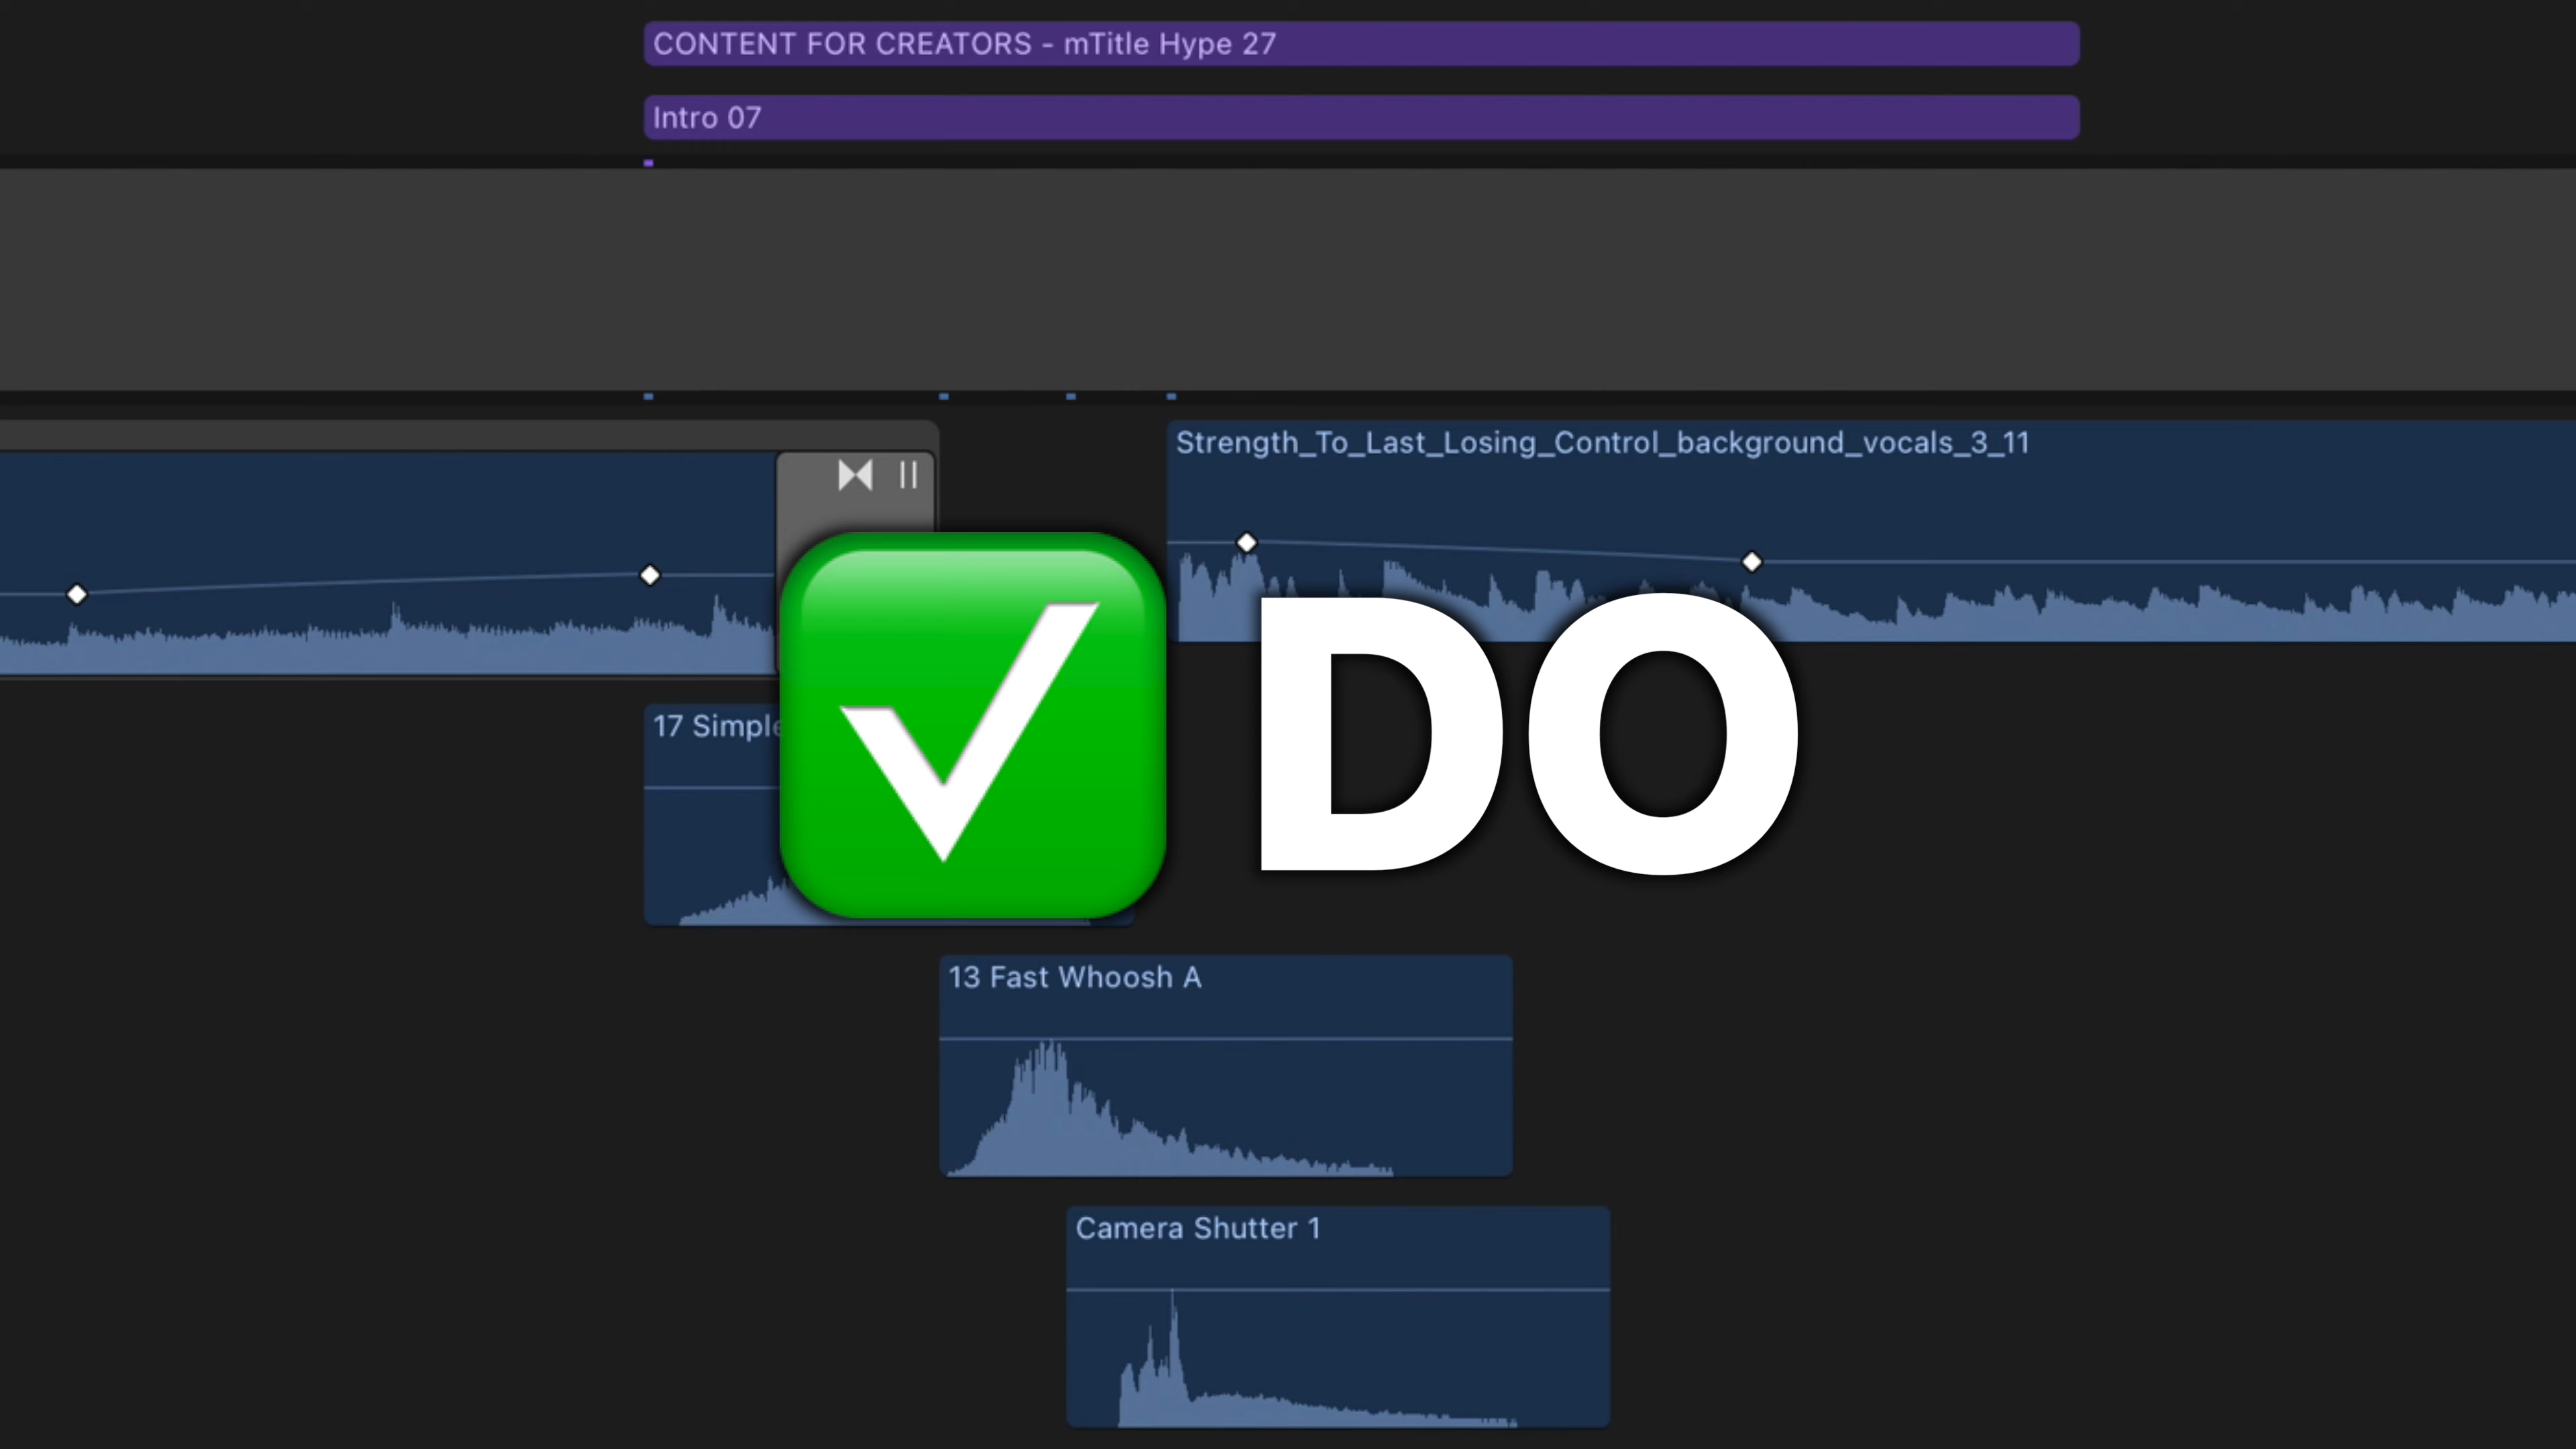 CONTENT FOR CREATORS - mTitle Hype 27
Intro 07
Strength_To_Last_Losing_Control_background_vocals_3_11
17 Simple
DO
13 Fast Whoosh A
Camera Shutter 1